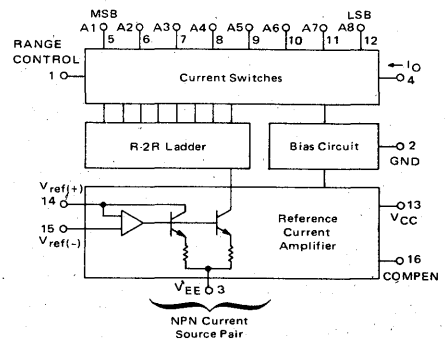 MSB LSB
A1 A2 A3 A4 A5 A6 A7 A8
5 6 7 8 9 10 11 12
RANGE
CONTROL
1
Current Switches
IO
4
R-2R Ladder
Bias Circuit
2
GND
Vref(+)
14
15
Vref(−)
Reference
Current
Amplifier
13
VCC
16
COMPEN
VEE 3
NPN Current
Source Pair